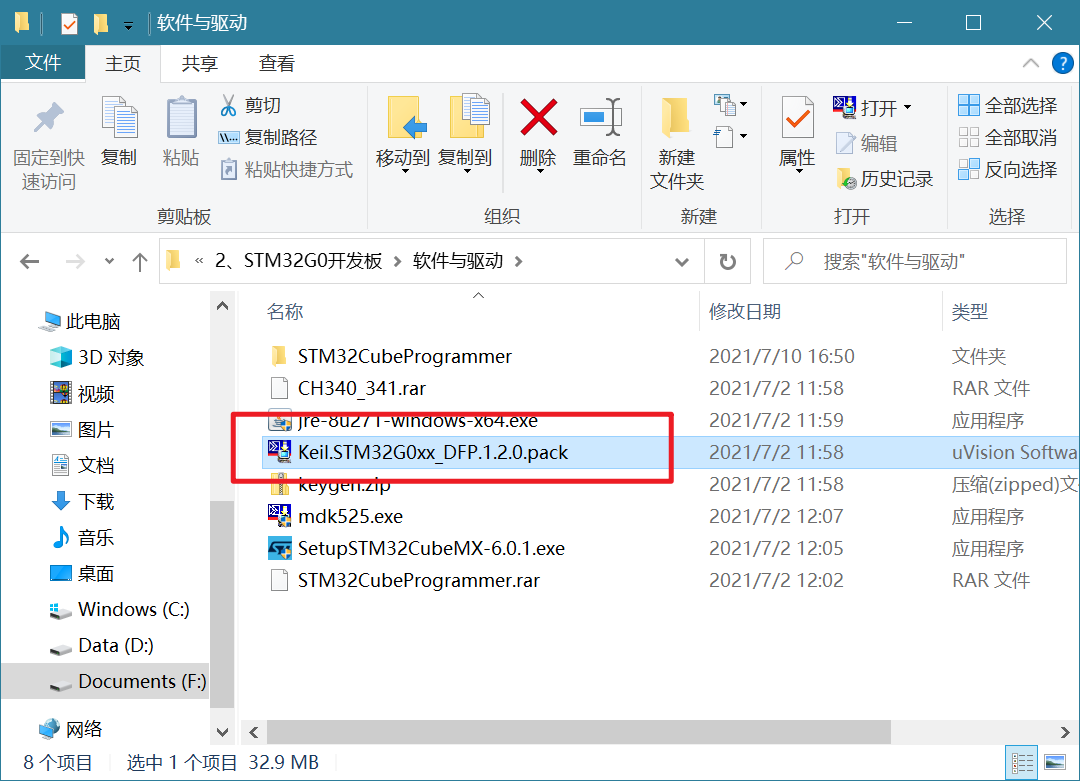 软件与驱动
文件 主页 共享 查看
固定到快速访问 复制 粘贴 剪切 复制路径 粘贴快捷方式 移动到 复制到 删除 重命名 新建文件夹 属性 打开 编辑 历史记录 全部选择 全部取消 反向选择
剪贴板 组织 新建 打开 选择
« 2、STM32G0开发板 > 软件与驱动 > 搜索"软件与驱动"
名称 修改日期 类型
此电脑
3D 对象
视频
图片
文档
下载
音乐
桌面
Windows (C:)
Data (D:)
Documents (F:)
网络
STM32CubeProgrammer 2021/7/10 16:50 文件夹
CH340_341.rar 2021/7/2 11:58 RAR 文件
jre-8u271-windows-x64.exe 2021/7/2 11:59 应用程序
Keil.STM32G0xx_DFP.1.2.0.pack 2021/7/2 11:58 uVision Softwa
keygen.zip 2021/7/2 11:58 压缩(zipped)文
mdk525.exe 2021/7/2 12:07 应用程序
SetupSTM32CubeMX-6.0.1.exe 2021/7/2 12:05 应用程序
STM32CubeProgrammer.rar 2021/7/2 12:02 RAR 文件
8 个项目 选中 1 个项目 32.9 MB